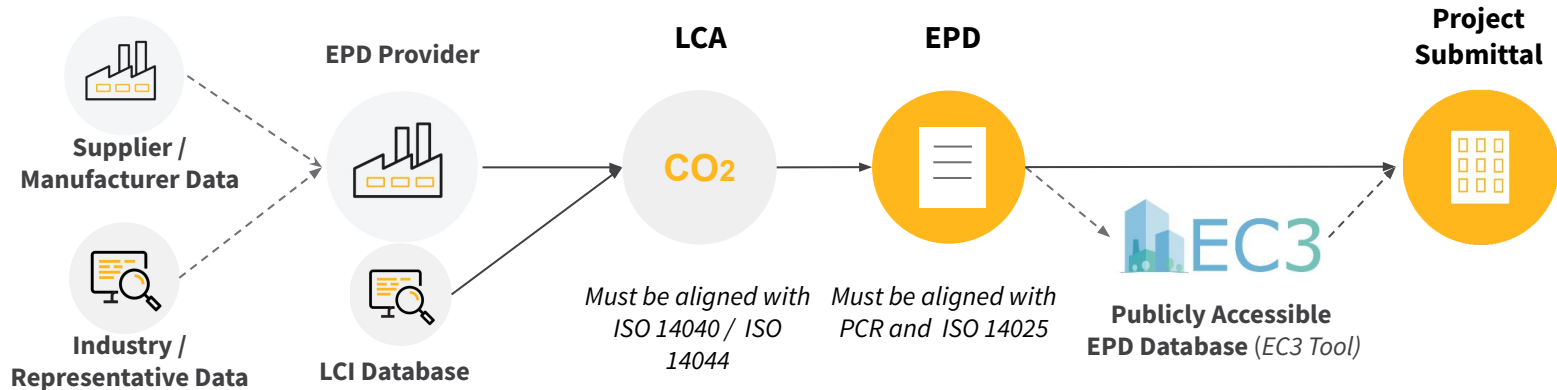 Supplier /
Manufacturer Data
Industry /
Representative Data
EPD Provider
LCI Database
LCA
CO2
Must be aligned with
ISO 14040 / ISO
14044
EPD
Must be aligned with
PCR and ISO 14025
EC3
Publicly Accessible
EPD Database (EC3 Tool)
Project
Submittal